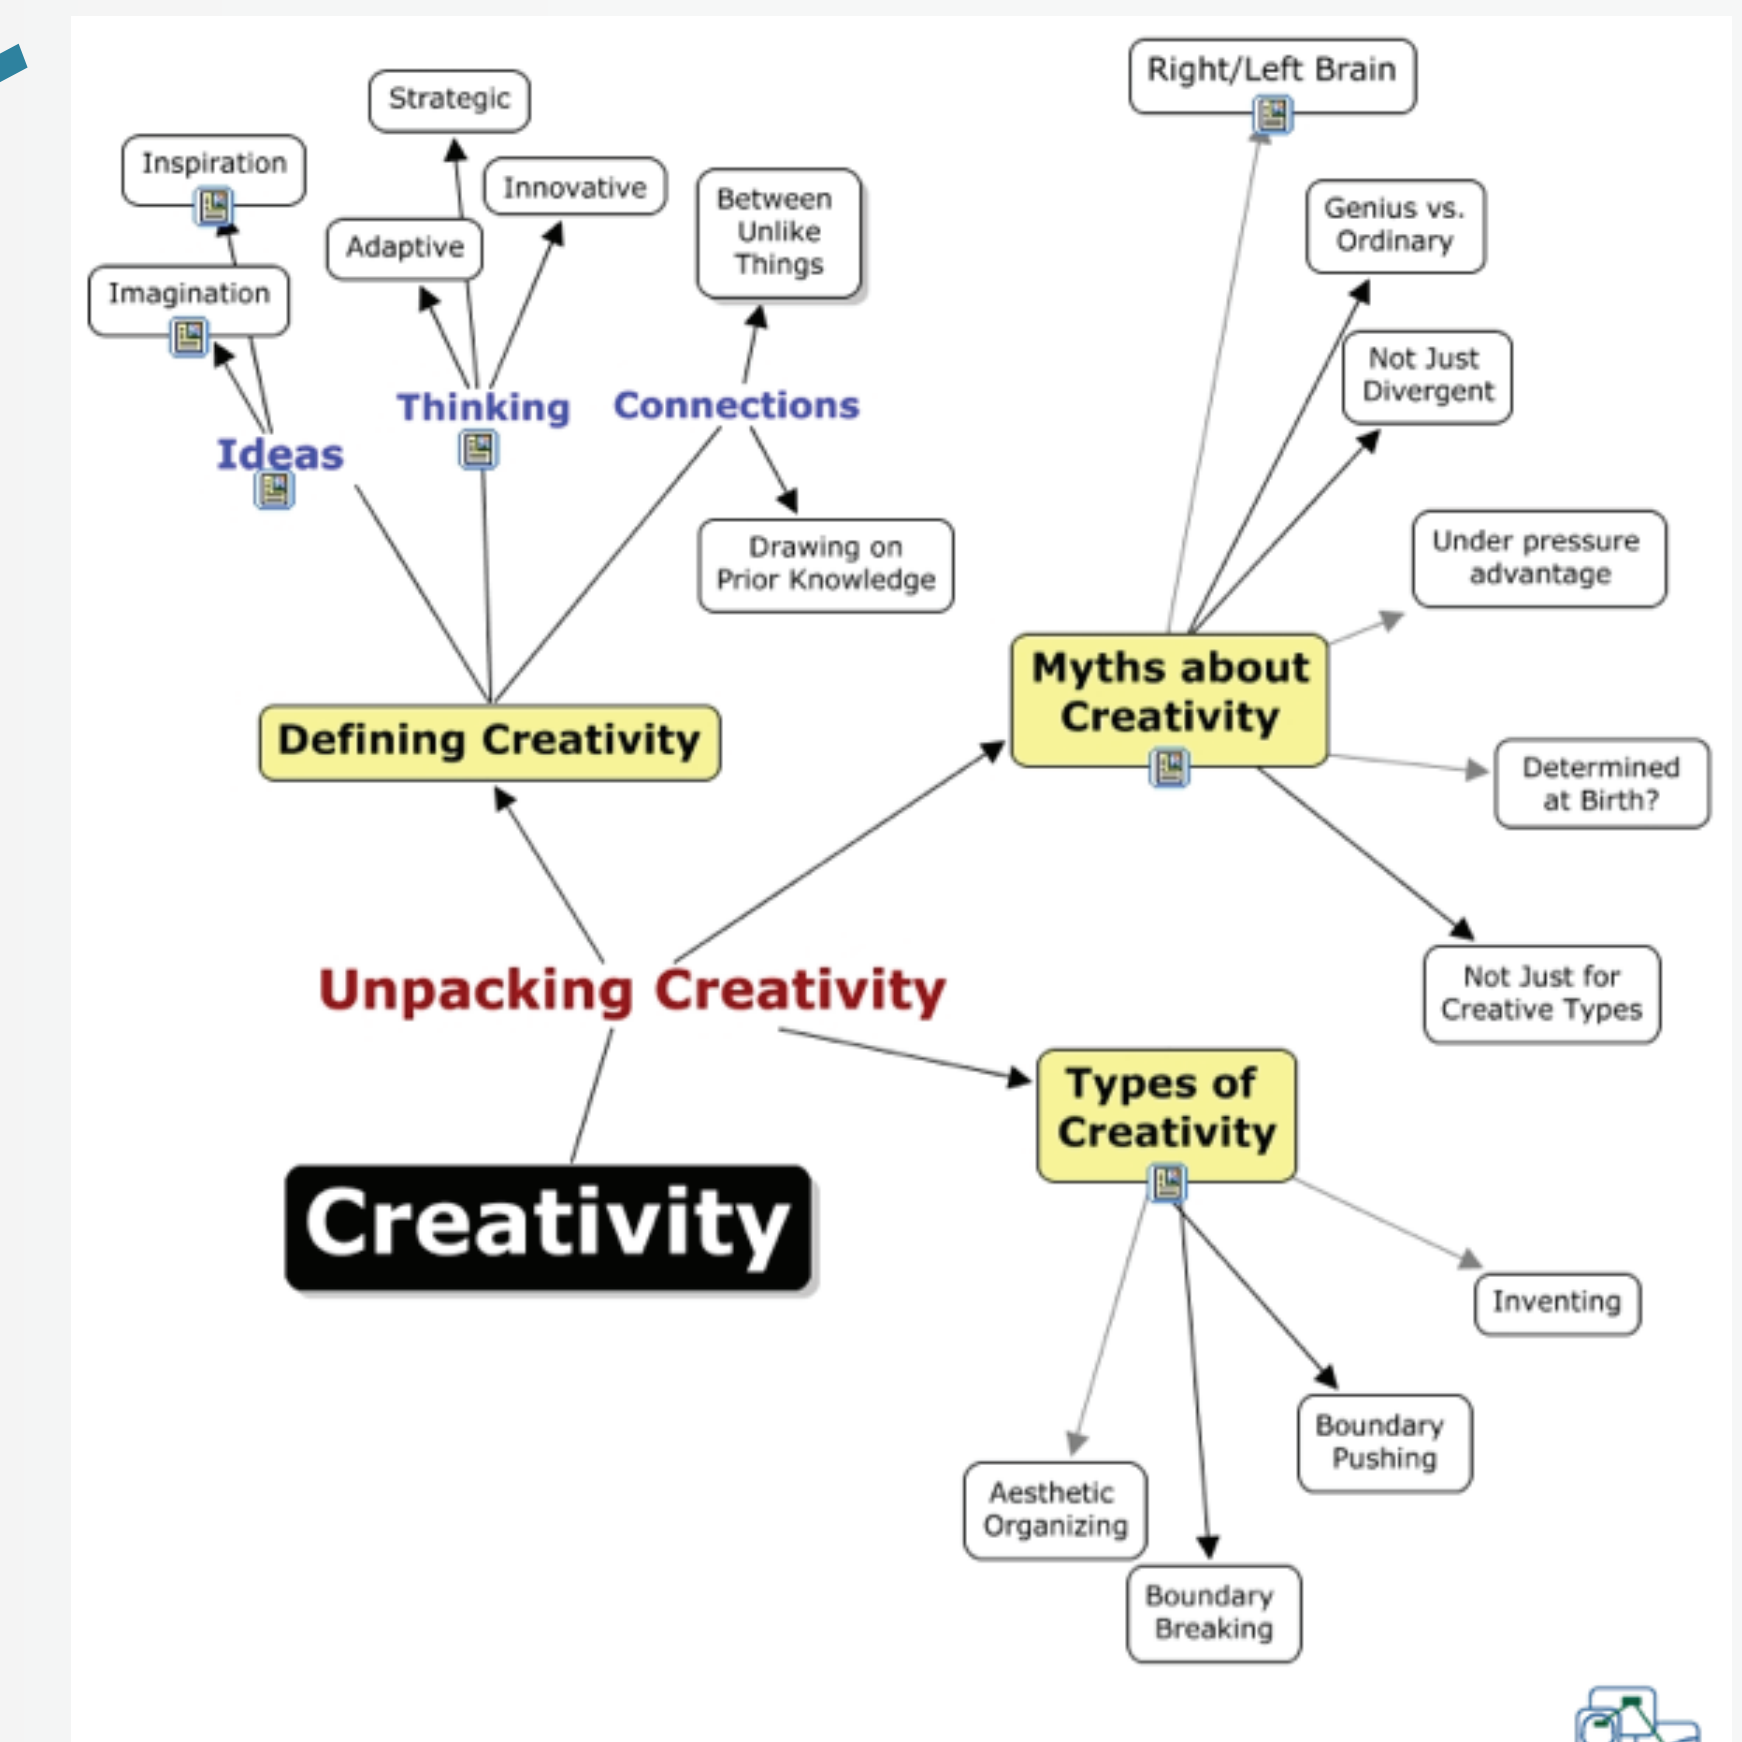 Right/Left Brain
Strategic
Inspiration
Innovative
Between
Unlike
Things
Genius vs.
Ordinary
Adaptive
Imagination
Not Just
Divergent
Thinking
Connections
Ideas
Drawing on
Prior Knowledge
Under pressure
advantage
Myths about
Creativity
Defining Creativity
Determined
at Birth?
Unpacking Creativity
Not Just for
Creative Types
Types of
Creativity
Creativity
Inventing
Boundary
Pushing
Aesthetic
Organizing
Boundary
Breaking